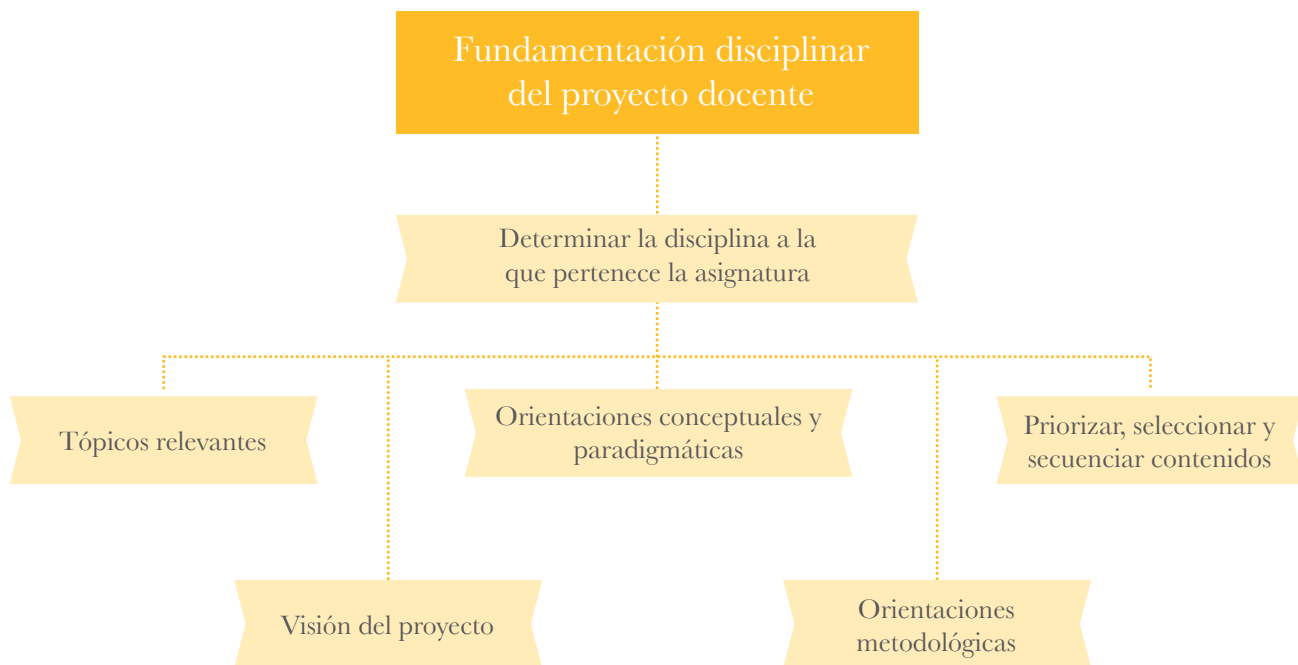 Fundamentación disciplinar
del proyecto docente
Determinar la disciplina a la
que pertenece la asignatura
Tópicos relevantes
Orientaciones conceptuales y
paradigmáticas
Priorizar, seleccionar y
secuenciar contenidos
Visión del proyecto
Orientaciones
metodológicas